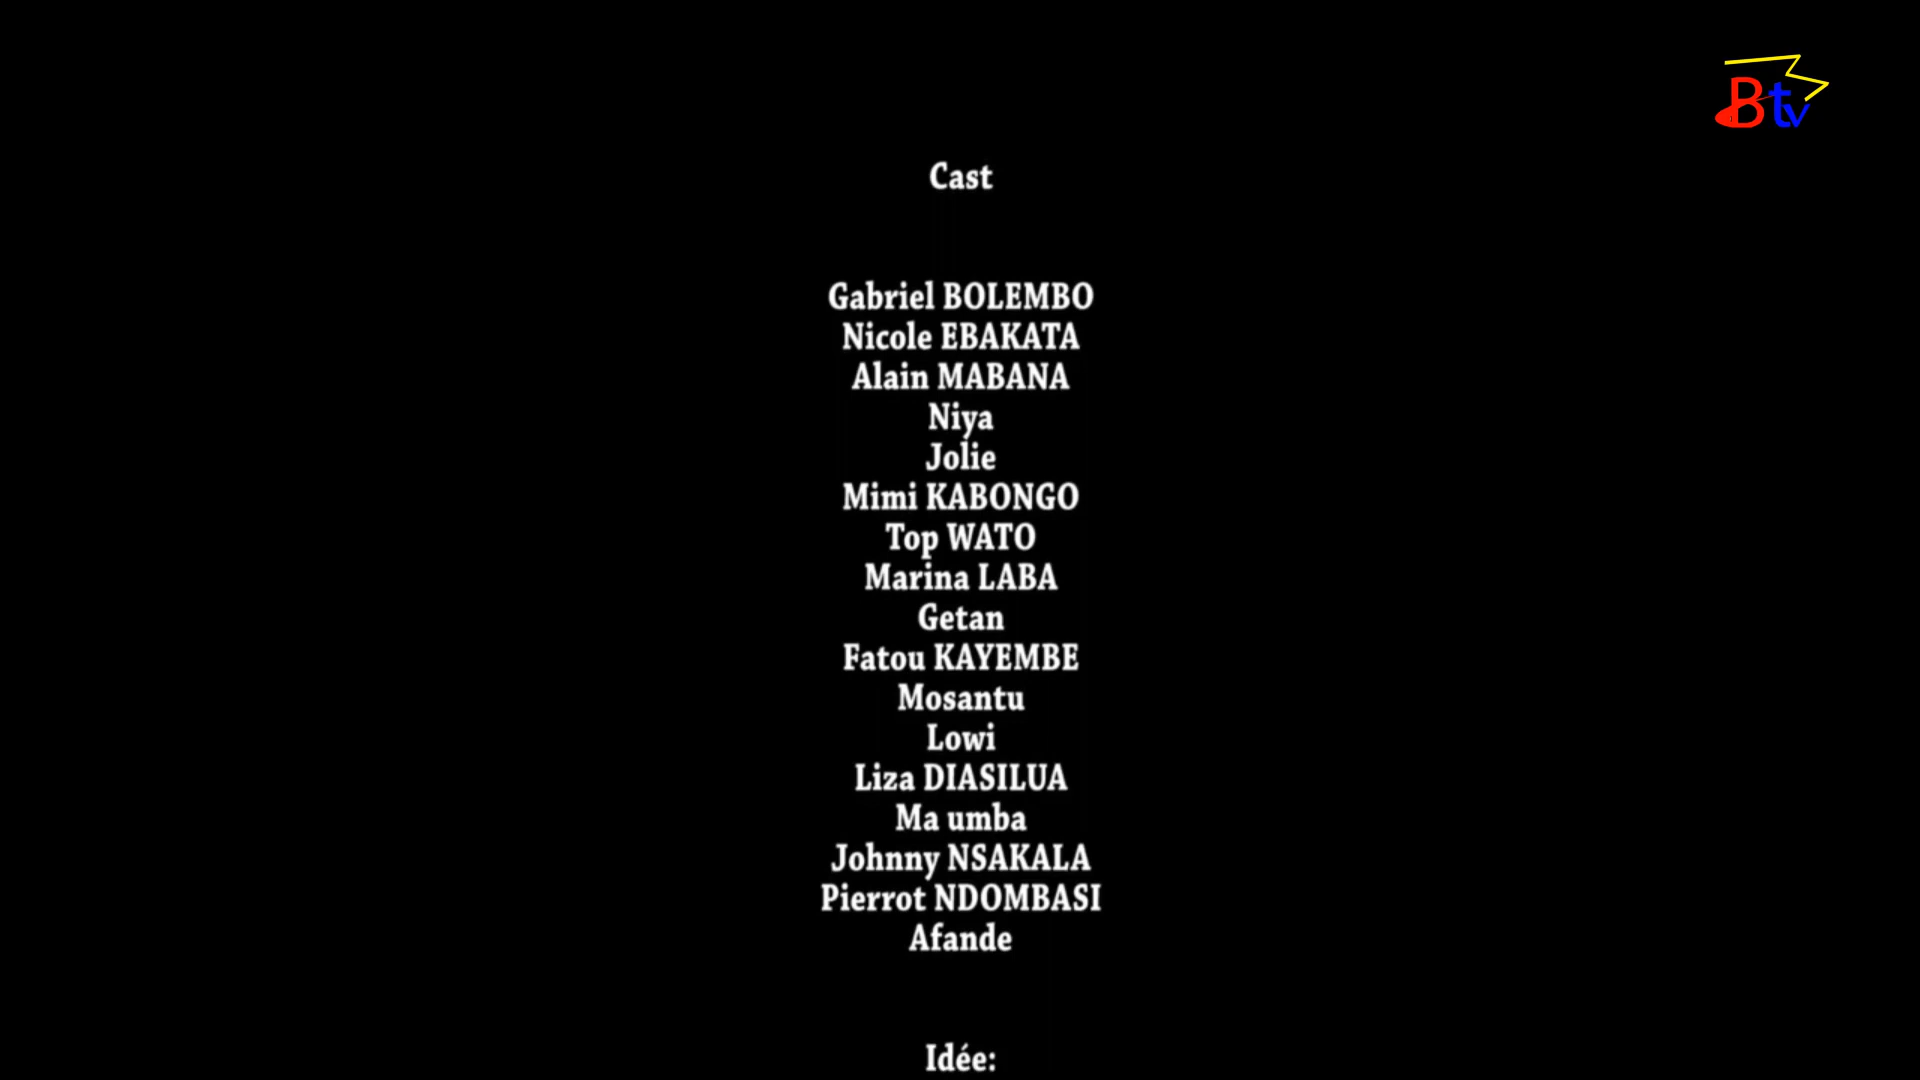 Btv
Cast
Gabriel BOLEMBO
Nicole EBAKATA
Alain MABANA
Niya
Jolie
Mimi KABONGO
Top WATO
Marina LABA
Getan
Fatou KAYEMBE
Mosantu
Lowi
Liza DIASILUA
Ma umba
Johnny NSAKALA
Pierrot NDOMBASI
Afande
Idée: